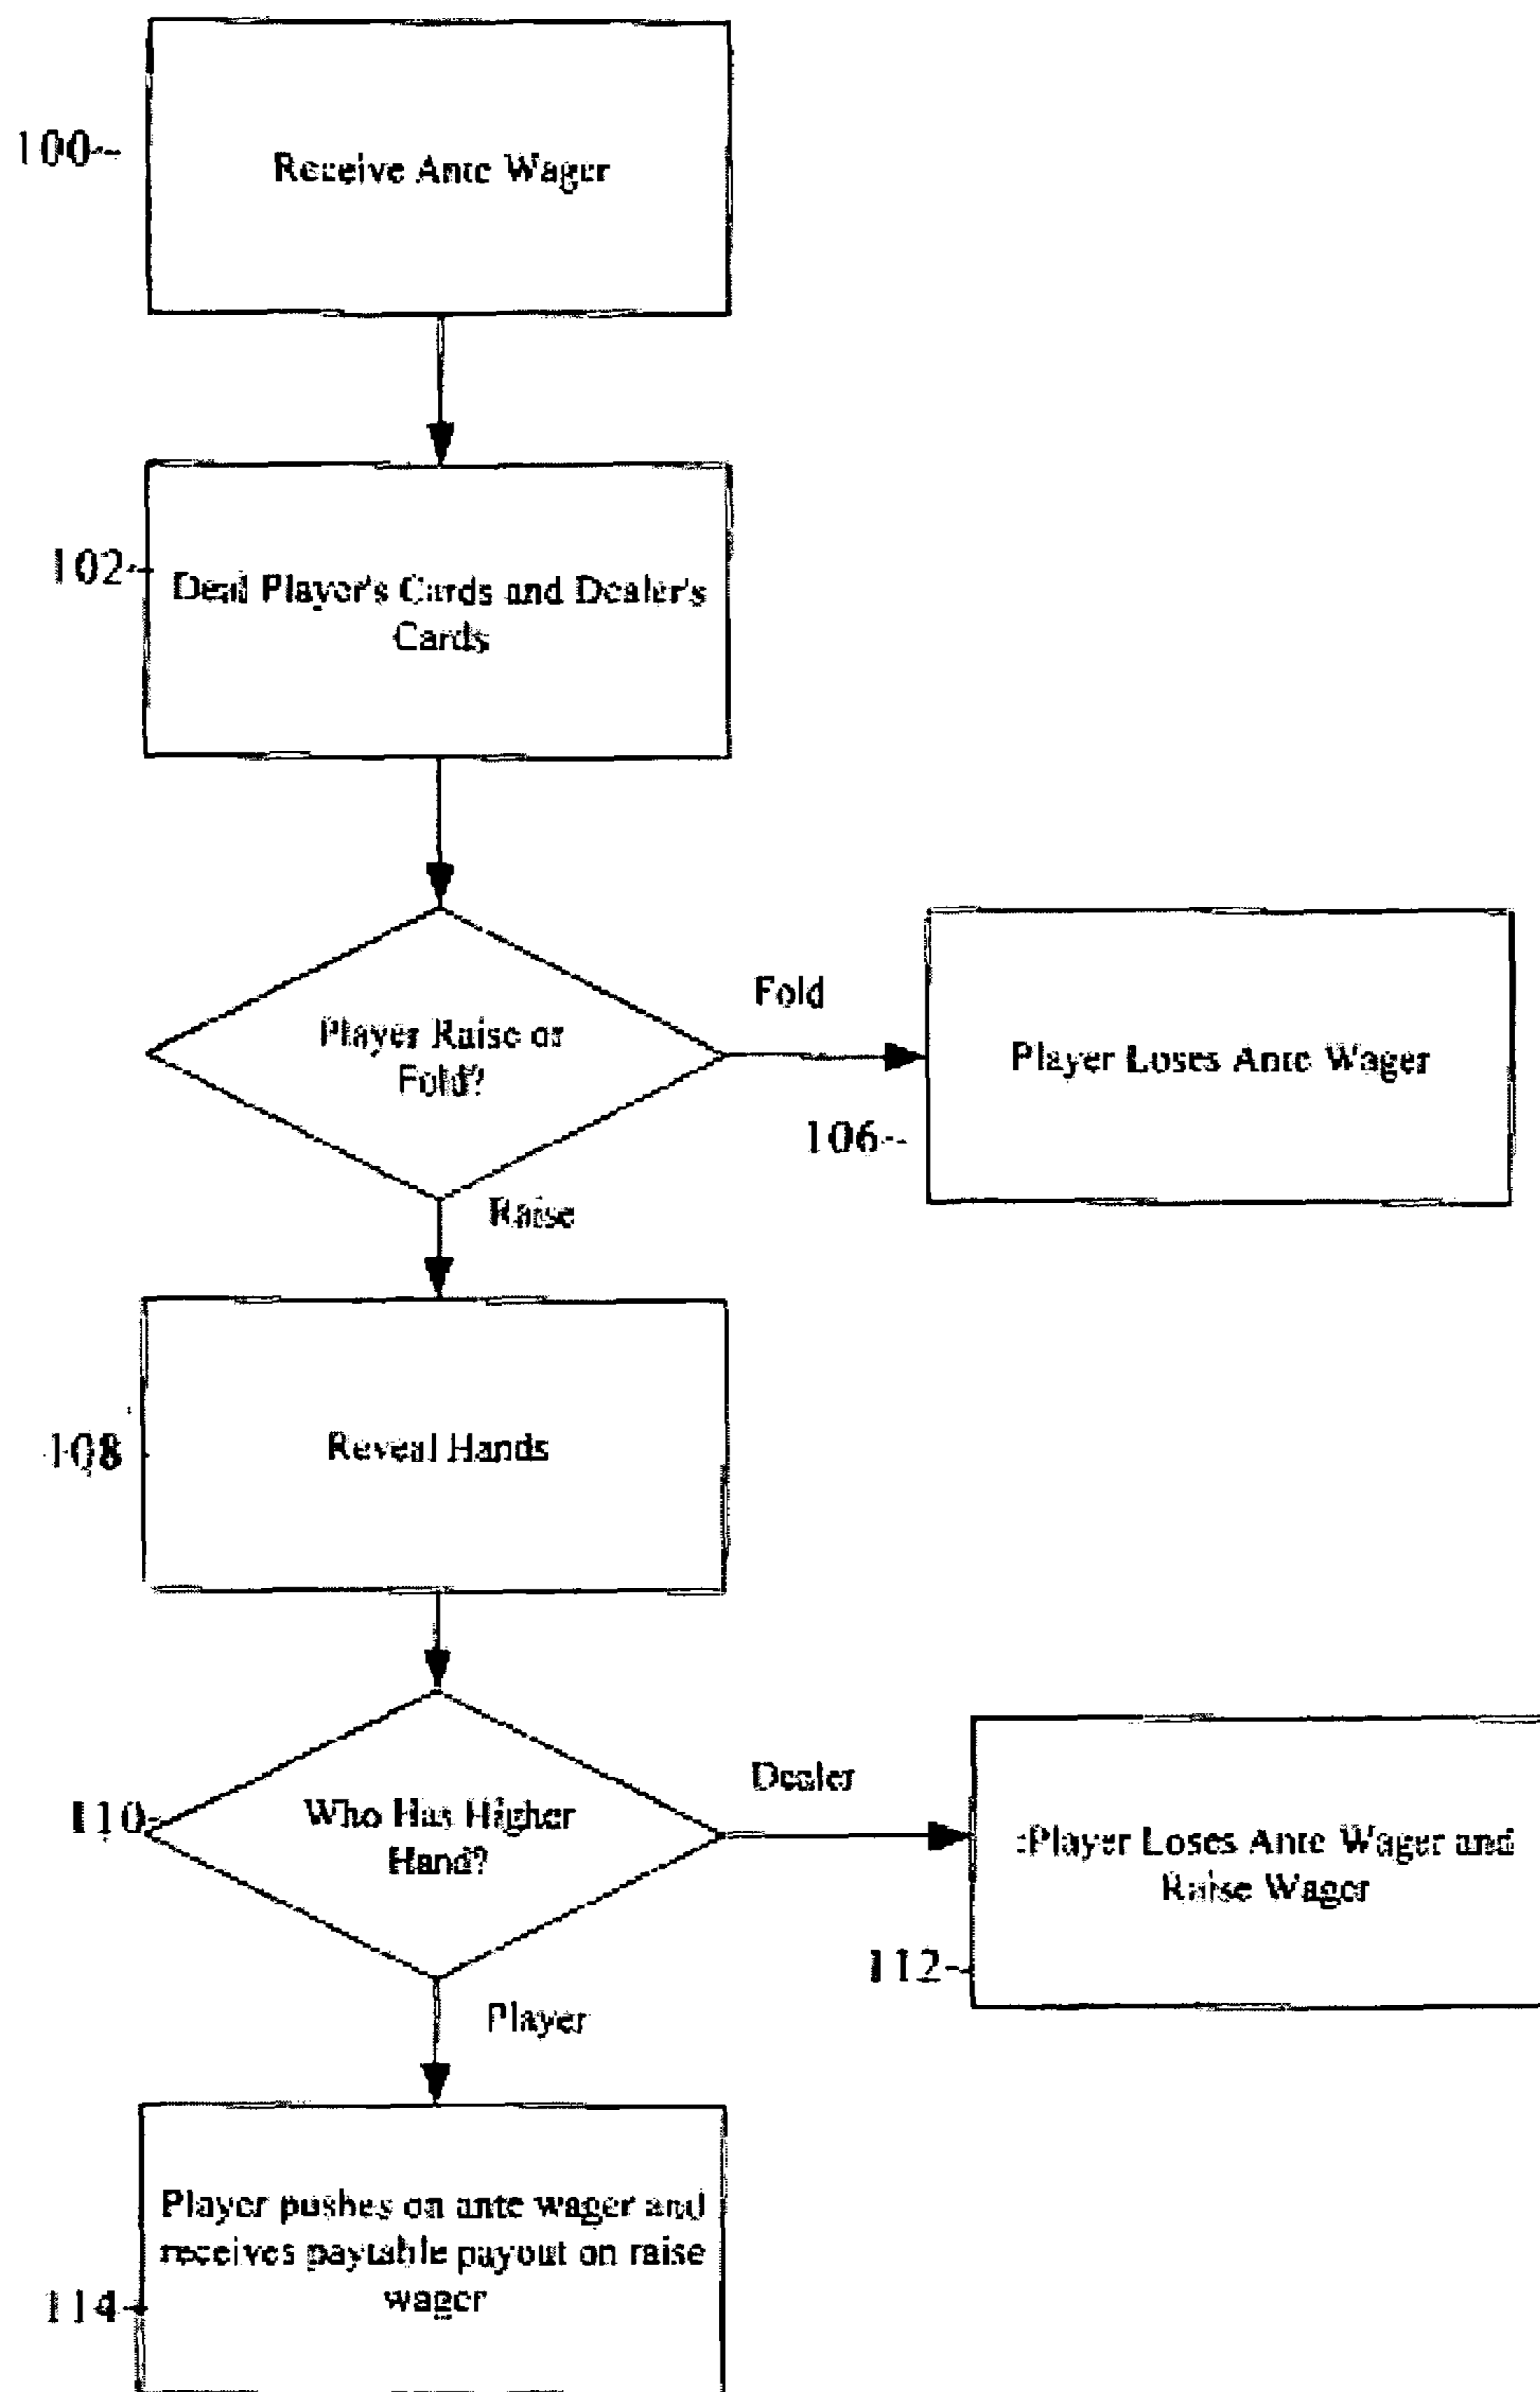 100
Receive Ante Wager
102
Deal Player's Cards and Dealer's
Cards
Player Raise or
Fold?
Fold
Player Loses Ante Wager
106
Raise
108
Reveal Hands
110
Who Has Higher
Hand?
Dealer
Player Loses Ante Wager and
Raise Wager
112
Player
Player pushes on ante wager and
receives paytable payout on raise
wager
114